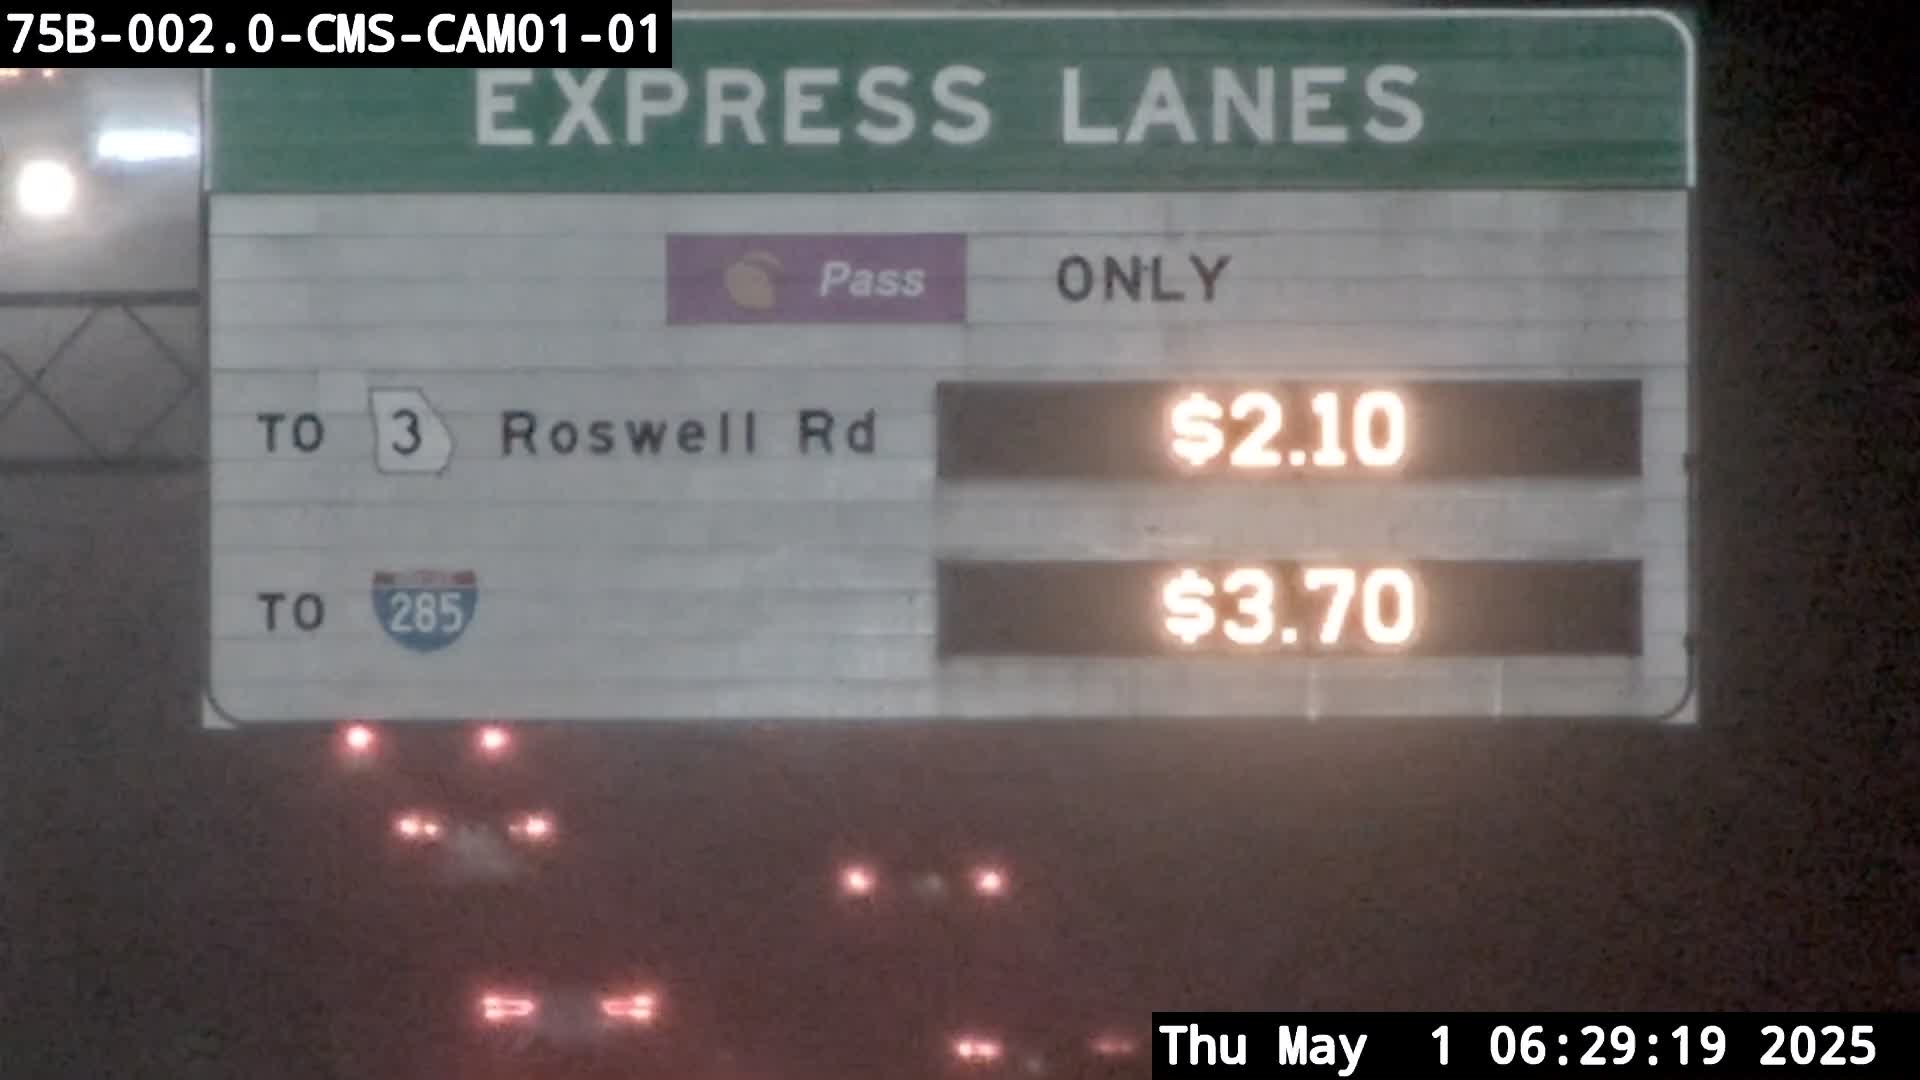 75B-002.0-CMS-CAM01-01
EXPRESS LANES
Pass ONLY
TO 3 Roswell Rd $2.10
TO 285 $3.70
Thu May 1 06:29:19 2025